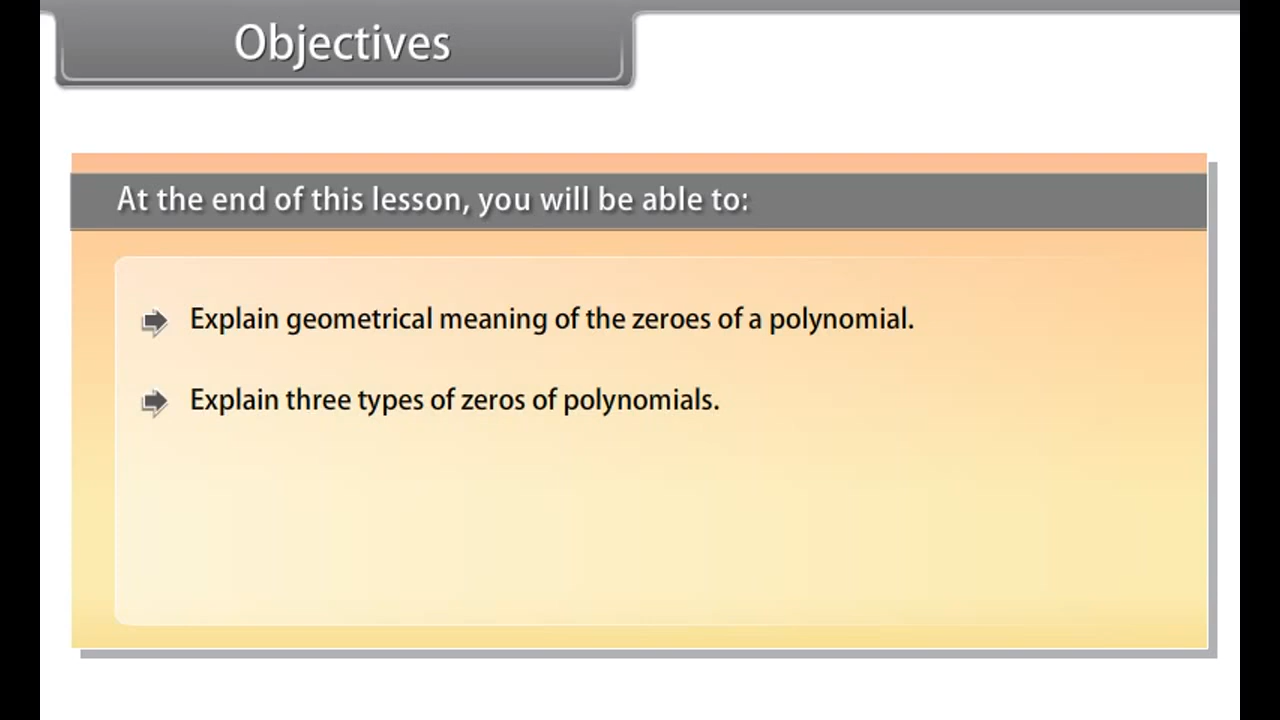 Objectives
At the end of this lesson, you will be able to:
Explain geometrical meaning of the zeroes of a polynomial.
Explain three types of zeros of polynomials.